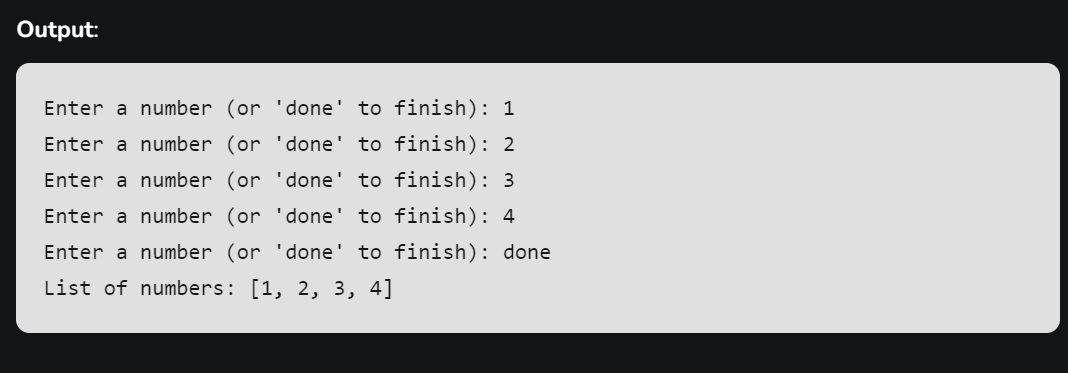 Output:
Enter a number (or 'done' to finish): 1
Enter a number (or 'done' to finish): 2
Enter a number (or 'done' to finish): 3
Enter a number (or 'done' to finish): 4
Enter a number (or 'done' to finish): done
List of numbers: [1, 2, 3, 4]